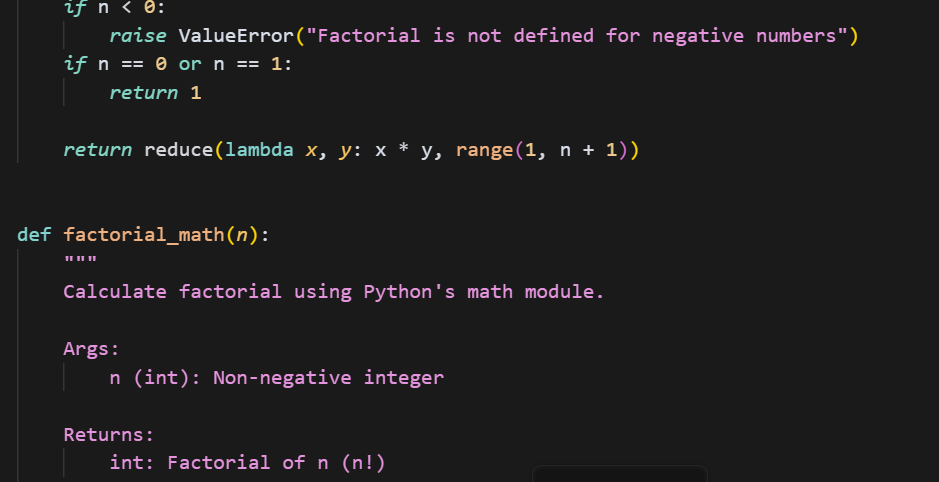 if n < 0:
raise ValueError("Factorial is not defined for negative numbers")
if n == 0 or n == 1:
return 1
return reduce(lambda x, y: x * y, range(1, n + 1))
def factorial_math(n):
"""
Calculate factorial using Python's math module.
Args:
n (int): Non-negative integer
Returns:
int: Factorial of n (n!)